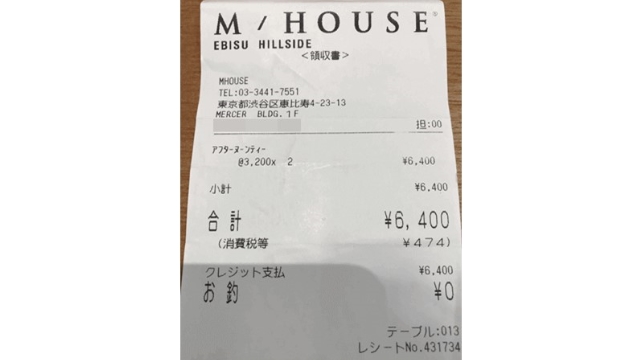 M / HOUSE
EBISU HILLSIDE
<領収書>
MHOUSE
TEL:03-3441-7551
東京都渋谷区恵比寿4-23-13
MERCER BLDG.1F
担:00
アフターヌーンティー
@3,200x 2 ¥6,400
小計 ¥6,400
合計 ¥6,400
(消費税等 ¥474)
クレジット支払 ¥6,400
お釣 ¥0
テーブル:013
レシートNo.431734